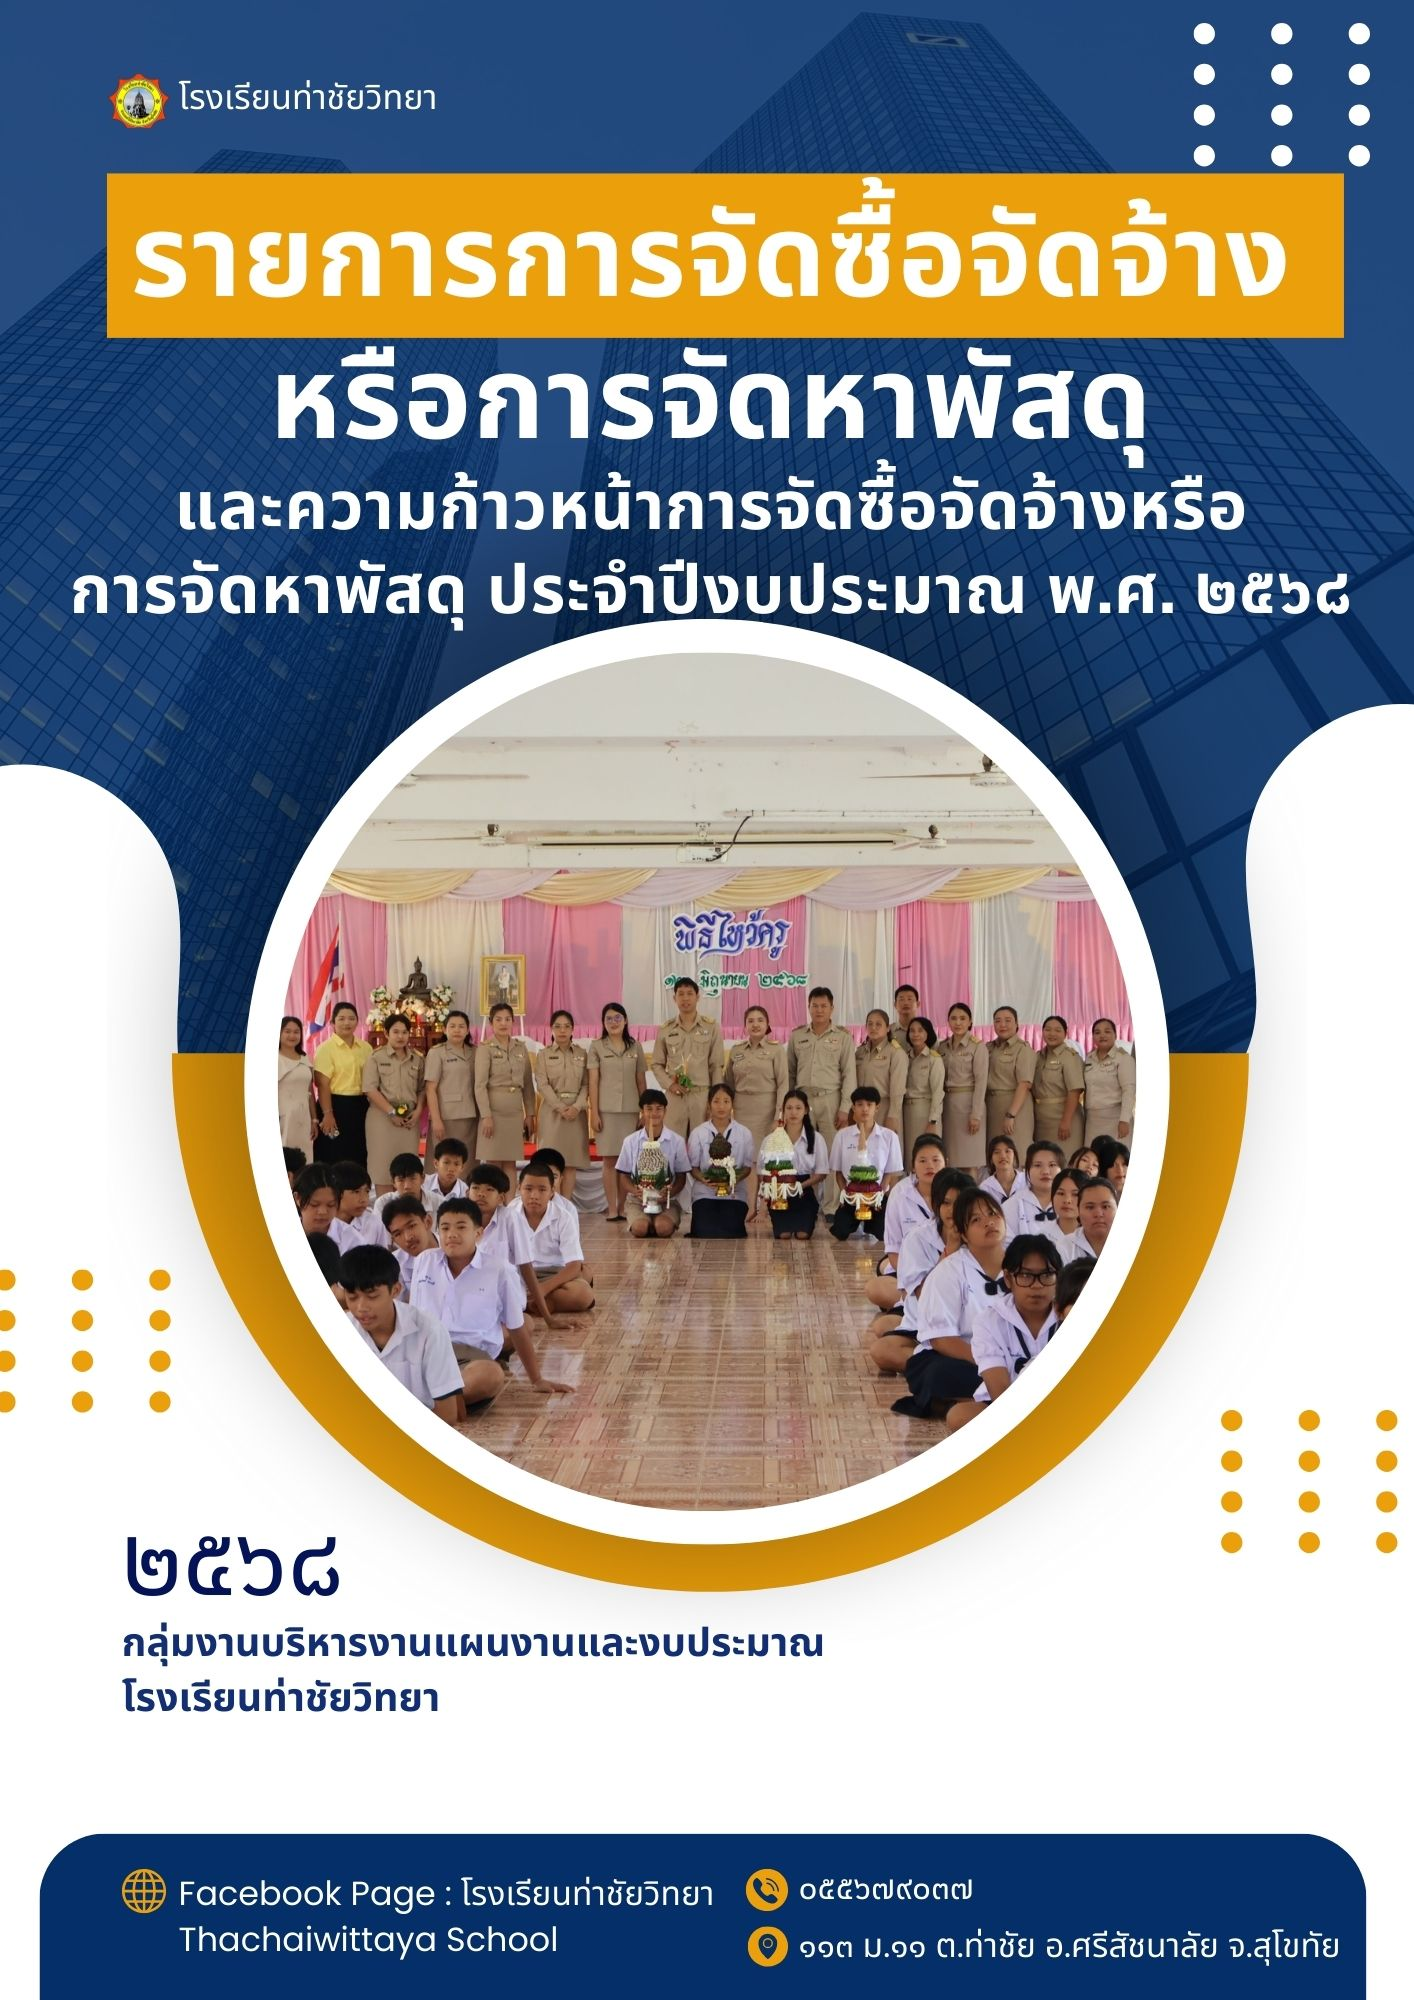 โรงเรียนท่าชัยวิทยา
รายการการจัดซื้อจัดจ้าง
หรือการจัดหาพัสดุ
และความก้าวหน้าการจัดซื้อจัดจ้างหรือ
การจัดหาพัสดุ ประจำปีงบประมาณ พ.ศ. ๒๕๖๘
พิธีไหว้ครู
มิถุนายน ๒๕๖๘
๒๕๖๘
กลุ่มงานบริหารงานแผนงานและงบประมาณ
โรงเรียนท่าชัยวิทยา
Facebook Page : โรงเรียนท่าชัยวิทยา
Thachaiwittaya School
๐๕๕๖๗๙๐๓๗
๑๑๓ ม.๑๑ ต.ท่าชัย อ.ศรีสัชนาลัย จ.สุโขทัย